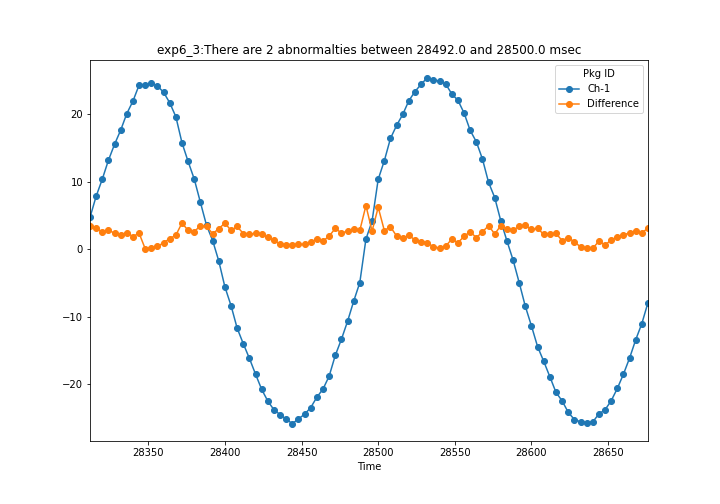 exp6_3:There are 2 abnormalties between 28492.0 and 28500.0 msec
Pkg ID
Ch-1
Difference
20
10
0
−10
−20
28350 28400 28450 28500 28550 28600 28650
Time